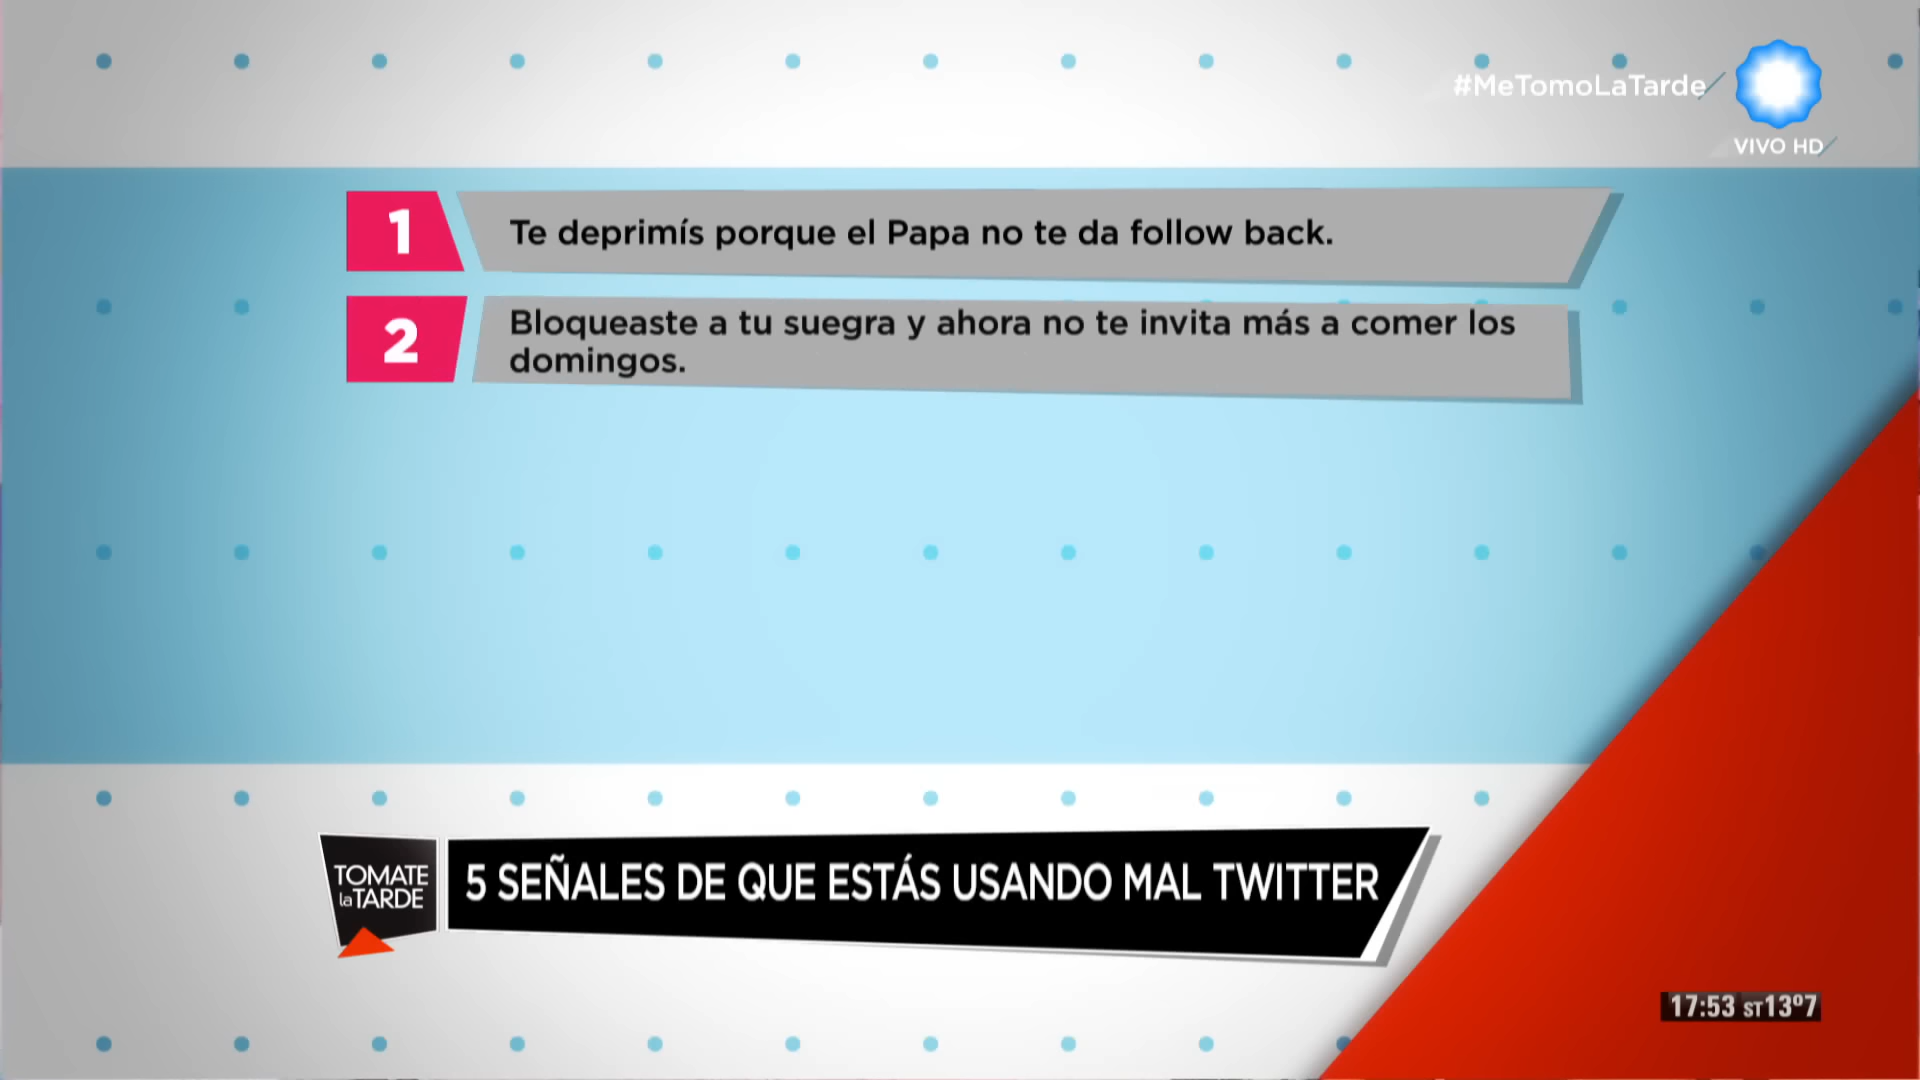 #MeTomoLaTarde
VIVO HD
1
Te deprimís porque el Papa no te da follow back.
2
Bloqueaste a tu suegra y ahora no te invita más a comer los
domingos.
TOMATE
la TARDE
5 SEÑALES DE QUE ESTÁS USANDO MAL TWITTER
17:53 ST 13º7